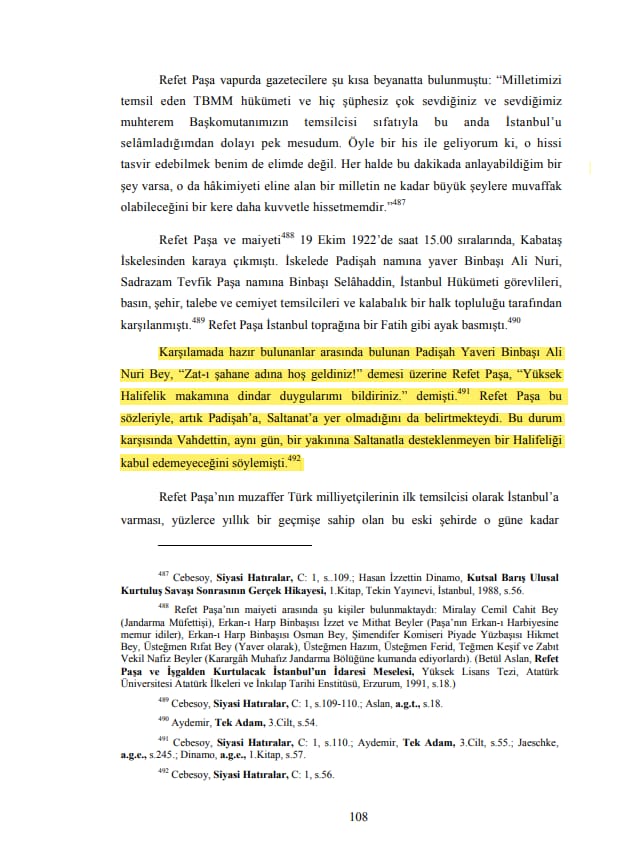 Refet Paşa vapurda gazetecilere şu kısa beyanatta bulunmuştu: “Milletimizi
temsil eden TBMM hükümeti ve hiç şüphesiz çok sevdiğiniz ve sevdiğimiz
muhterem Başkomutanımızın temsilcisi sıfatıyla bu anda İstanbul’u
selâmladığımdan dolayı pek mesudum. Öyle bir his ile geliyorum ki, o hissi
tasvir edebilmek benim de elimde değil. Her halde bu dakikada anlayabildiğim bir
şey varsa, o da hâkimiyeti eline alan bir milletin ne kadar büyük şeylere muvaffak
olabileceğini bir kere daha kuvvetle hissetmemdir.”487
Refet Paşa ve maiyeti488 19 Ekim 1922’de saat 15.00 sıralarında, Kabataş
İskelesinden karaya çıkmıştı. İskelede Padişah namına yaver Binbaşı Ali Nuri,
Sadrazam Tevfik Paşa namına Binbaşı Selâhaddin, İstanbul Hükümeti görevlileri,
basın, şehir, talebe ve cemiyet temsilcileri ve kalabalık bir halk topluluğu tarafından
karşılanmıştı.489 Refet Paşa İstanbul toprağına bir Fatih gibi ayak basmıştı.490
Karşılamada hazır bulunanlar arasında bulunan Padişah Yaveri Binbaşı Ali
Nuri Bey, “Zat-ı şahane adına hoş geldiniz!” demesi üzerine Refet Paşa, “Yüksek
Halifelik makamına dindar duygularımı bildiriniz.” demişti.491 Refet Paşa bu
sözleriyle, artık Padişah’a, Saltanat’a yer olmadığını da belirtmekteydi. Bu durum
karşısında Vahdettin, aynı gün, bir yakınına Saltanatla desteklenmeyen bir Halifeliği
kabul edemeyeceğini söylemişti.492
Refet Paşa’nın muzaffer Türk milliyetçilerinin ilk temsilcisi olarak İstanbul’a
varması, yüzlerce yıllık bir geçmişe sahip olan bu eski şehirde o güne kadar
487 Cebesoy, Siyasi Hatıralar, C: 1, s..109.; Hasan İzzettin Dinamo, Kutsal Barış Ulusal
Kurtuluş Savaşı Sonrasının Gerçek Hikayesi, 1.Kitap, Tekin Yayınevi, İstanbul, 1988, s.56.
488 Refet Paşa’nın maiyeti arasında şu kişiler bulunmaktaydı: Miralay Cemil Cahit Bey
(Jandarma Müfettişi), Erkan-ı Harp Binbaşısı İzzet ve Mithat Beyler (Paşa’nın Erkan-ı Harbiyesine
memur idiler), Erkan-ı Harp Binbaşısı Osman Bey, Şimendifer Komiseri Piyade Yüzbaşısı Hikmet
Bey, Üsteğmen Rıfat Bey (Yaver olarak), Üsteğmen Hazım, Üsteğmen Ferid, Teğmen Keşif ve Zabıt
Vekil Nafiz Beyler (Karargâh Muhafız Jandarma Bölüğüne kumanda ediyorlardı). (Betül Aslan, Refet
Paşa ve İşgalden Kurtulacak İstanbul’un İdaresi Meselesi, Yüksek Lisans Tezi, Atatürk
Üniversitesi Atatürk İlkeleri ve İnkılap Tarihi Enstitüsü, Erzurum, 1991, s.18.)
489 Cebesoy, Siyasi Hatıralar, C: 1, s.109-110.; Aslan, a.g.t., s.18.
490 Aydemir, Tek Adam, 3.Cilt, s.54.
491 Cebesoy, Siyasi Hatıralar, C: 1, s.110.; Aydemir, Tek Adam, 3.Cilt, s.55.; Jaeschke,
a.g.e., s.245.; Dinamo, a.g.e., 1.Kitap, s.57.
492 Cebesoy, Siyasi Hatıralar, C: 1, s.56.
108